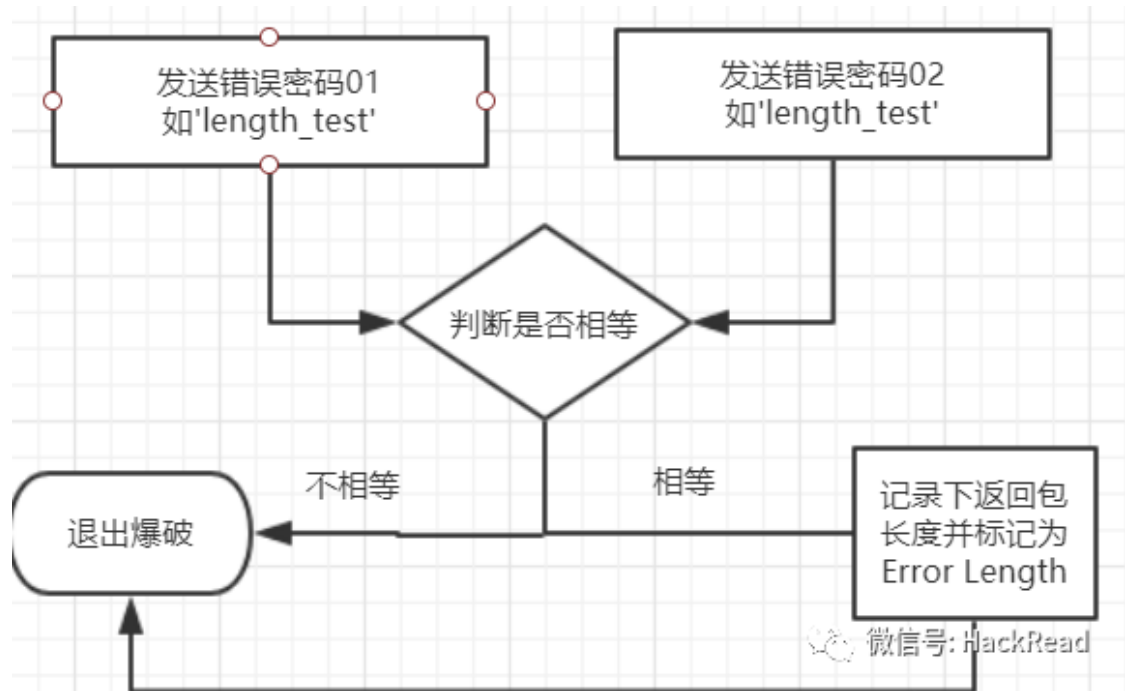 发送错误密码01
如'length_test'
发送错误密码02
如'length_test'
判断是否相等
不相等
相等
退出爆破
记录下返回包
长度并标记为
Error Length
微信号: HackRead